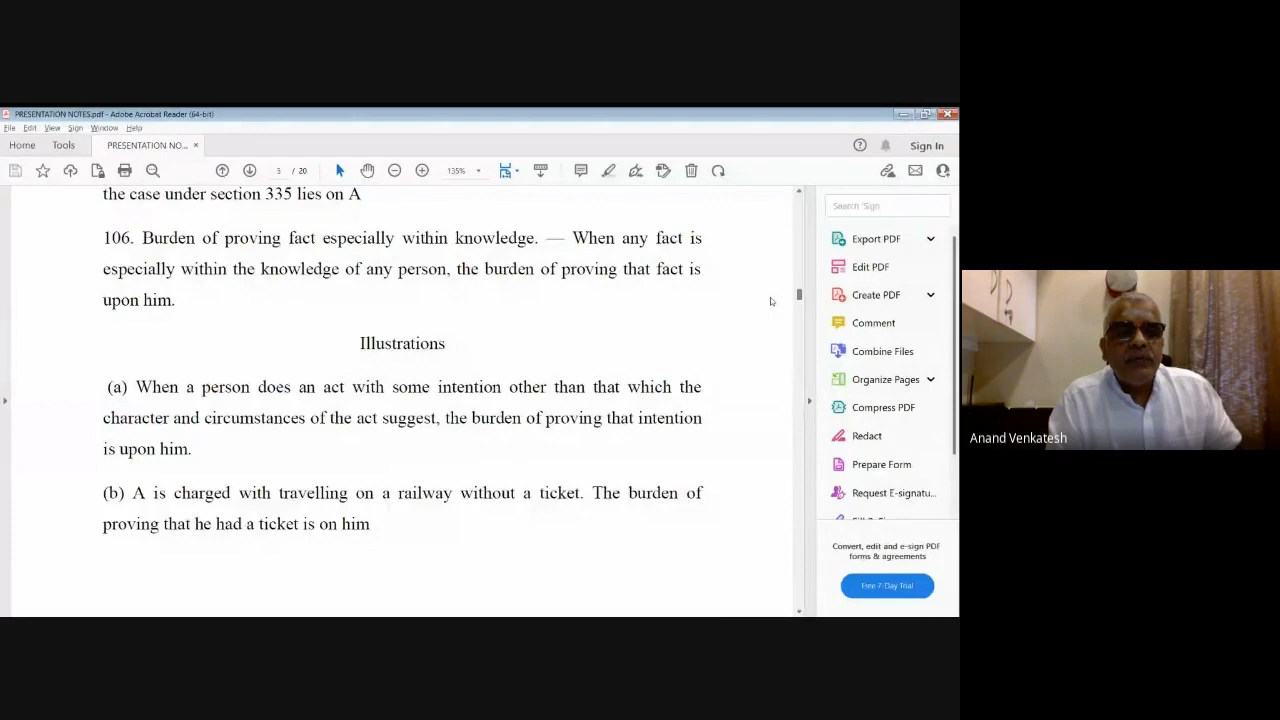 PRESENTATION NOTES.pdf - Adobe Acrobat Reader (64-bit)
File Edit View Sign Window Help
Home Tools PRESENTATION NO... × Sign In
5 / 20 135%
the case under section 335 lies on A
106. Burden of proving fact especially within knowledge. — When any fact is
especially within the knowledge of any person, the burden of proving that fact is
upon him.
Illustrations
(a) When a person does an act with some intention other than that which the
character and circumstances of the act suggest, the burden of proving that intention
is upon him.
(b) A is charged with travelling on a railway without a ticket. The burden of
proving that he had a ticket is on him
Search 'Sign
Export PDF
Edit PDF
Create PDF
Comment
Combine Files
Organize Pages
Compress PDF
Redact
Prepare Form
Request E-signatu...
Convert, edit and e-sign PDF
forms & agreements
Free 7-Day Trial
Anand Venkatesh